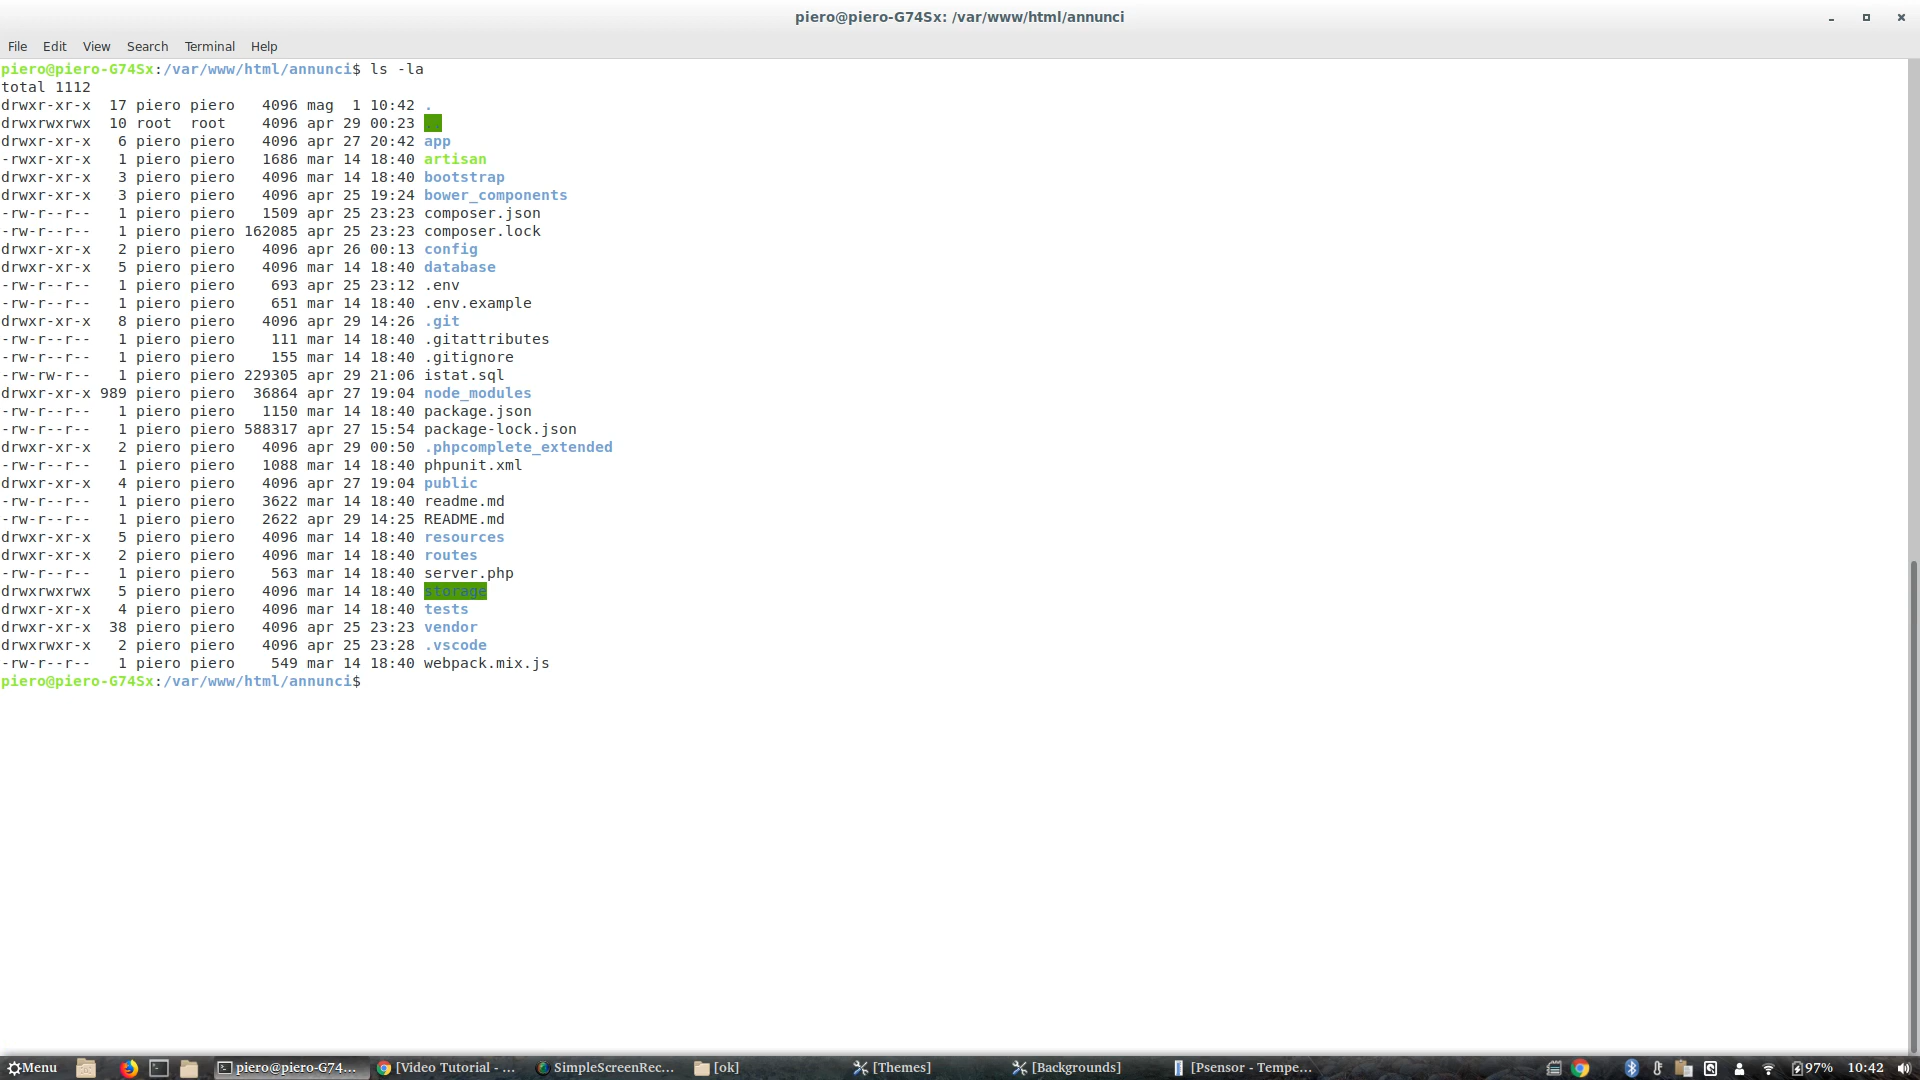 piero@piero-G74Sx: /var/www/html/annunci
File Edit View Search Terminal Help
piero@piero-G74Sx:/var/www/html/annunci$ ls -la
total 1112
drwxr-xr-x  17 piero piero   4096 mag  1 10:42 .
drwxrwxrwx  10 root  root    4096 apr 29 00:23 ..
drwxr-xr-x   6 piero piero   4096 apr 27 20:42 app
-rwxr-xr-x   1 piero piero   1686 mar 14 18:40 artisan
drwxr-xr-x   3 piero piero   4096 mar 14 18:40 bootstrap
drwxr-xr-x   3 piero piero   4096 apr 25 19:24 bower_components
-rw-r--r--   1 piero piero   1509 apr 25 23:23 composer.json
-rw-r--r--   1 piero piero 162085 apr 25 23:23 composer.lock
drwxr-xr-x   2 piero piero   4096 apr 26 00:13 config
drwxr-xr-x   5 piero piero   4096 mar 14 18:40 database
-rw-r--r--   1 piero piero    693 apr 25 23:12 .env
-rw-r--r--   1 piero piero    651 mar 14 18:40 .env.example
drwxr-xr-x   8 piero piero   4096 apr 29 14:26 .git
-rw-r--r--   1 piero piero    111 mar 14 18:40 .gitattributes
-rw-r--r--   1 piero piero    155 mar 14 18:40 .gitignore
-rw-rw-r--   1 piero piero 229305 apr 29 21:06 istat.sql
drwxr-xr-x 989 piero piero  36864 apr 27 19:04 node_modules
-rw-r--r--   1 piero piero   1150 mar 14 18:40 package.json
-rw-r--r--   1 piero piero 588317 apr 27 15:54 package-lock.json
drwxr-xr-x   2 piero piero   4096 apr 29 00:50 .phpcomplete_extended
-rw-r--r--   1 piero piero   1088 mar 14 18:40 phpunit.xml
drwxr-xr-x   4 piero piero   4096 apr 27 19:04 public
-rw-r--r--   1 piero piero   3622 mar 14 18:40 readme.md
-rw-r--r--   1 piero piero   2622 apr 29 14:25 README.md
drwxr-xr-x   5 piero piero   4096 mar 14 18:40 resources
drwxr-xr-x   2 piero piero   4096 mar 14 18:40 routes
-rw-r--r--   1 piero piero    563 mar 14 18:40 server.php
drwxrwxrwx   5 piero piero   4096 mar 14 18:40 storage
drwxr-xr-x   4 piero piero   4096 mar 14 18:40 tests
drwxr-xr-x  38 piero piero   4096 apr 25 23:23 vendor
drwxrwxr-x   2 piero piero   4096 apr 25 23:28 .vscode
-rw-r--r--   1 piero piero    549 mar 14 18:40 webpack.mix.js
piero@piero-G74Sx:/var/www/html/annunci$
Menu piero@piero-G74... [Video Tutorial - ... SimpleScreenRec... [ok] [Themes] [Backgrounds] [Psensor - Tempe... 97% 10:42